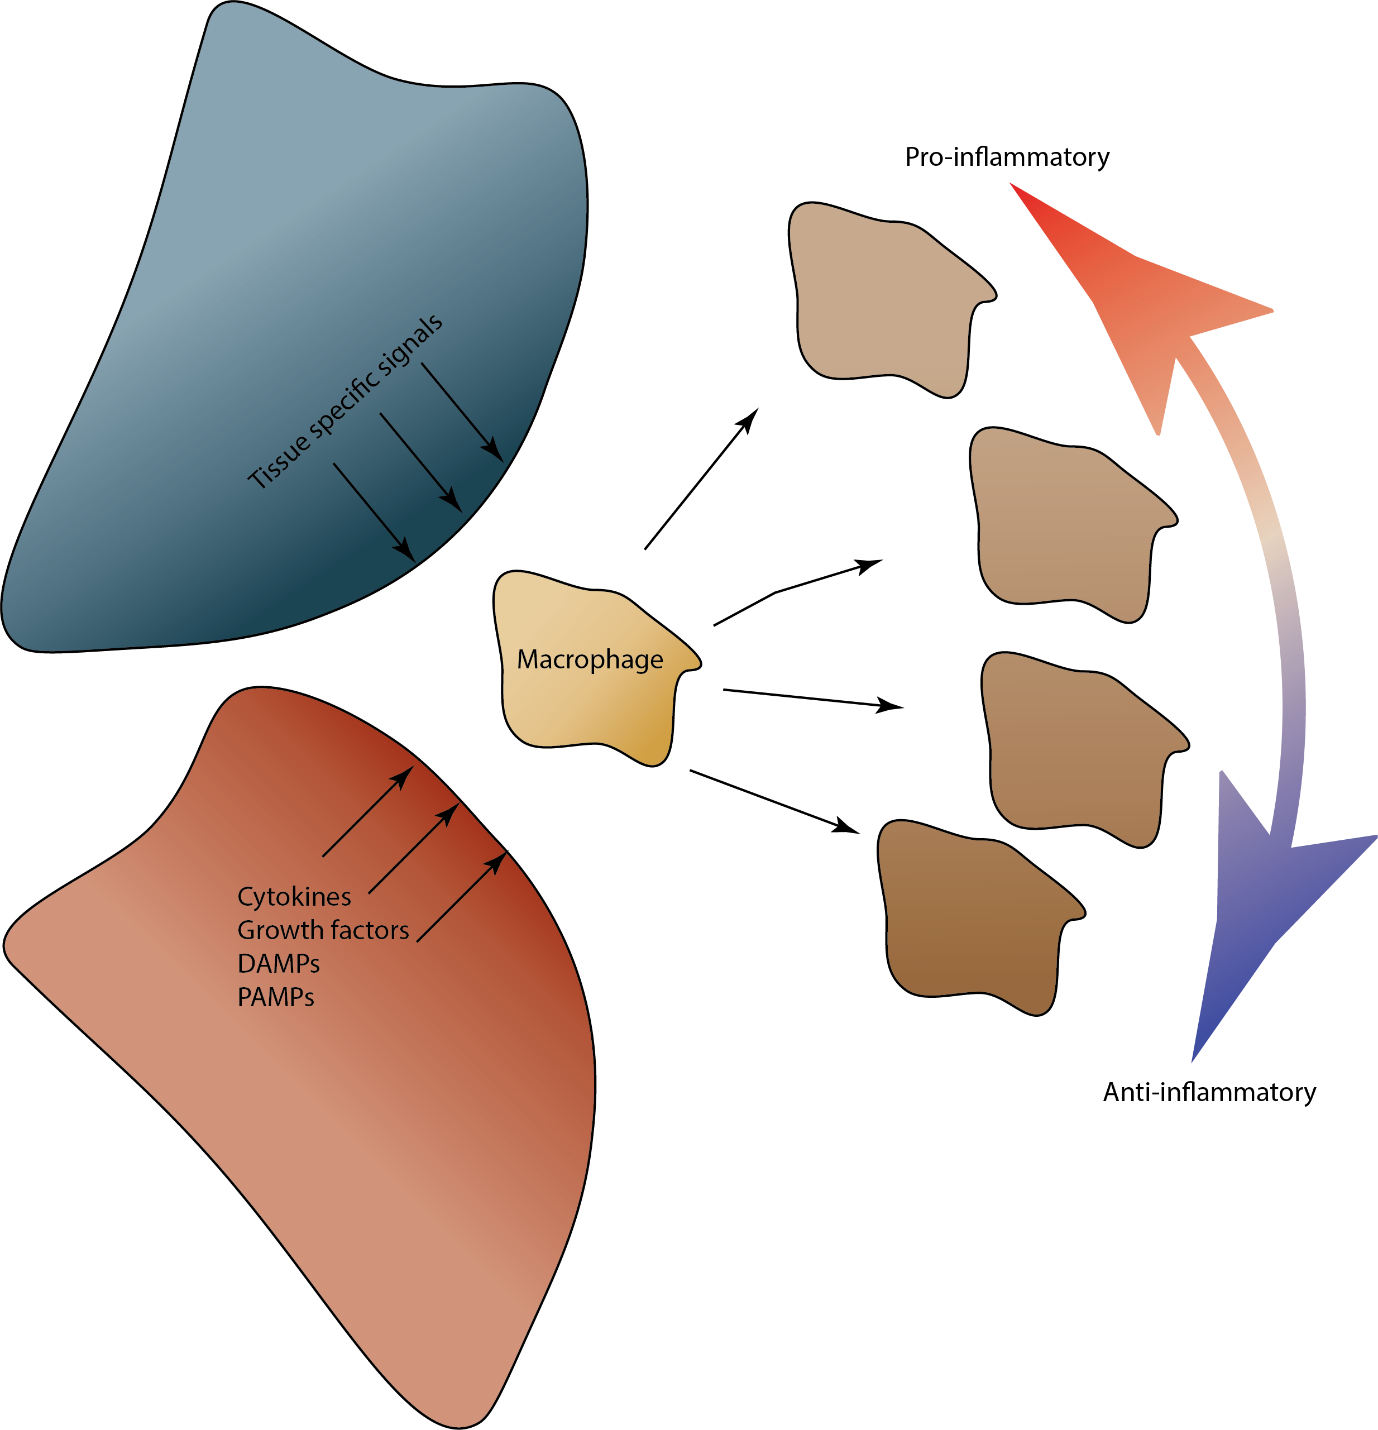 Pro-inflammatory
Tissue specific signals
Macrophage
Cytokines
Growth factors
DAMPs
PAMPs
Anti-inflammatory